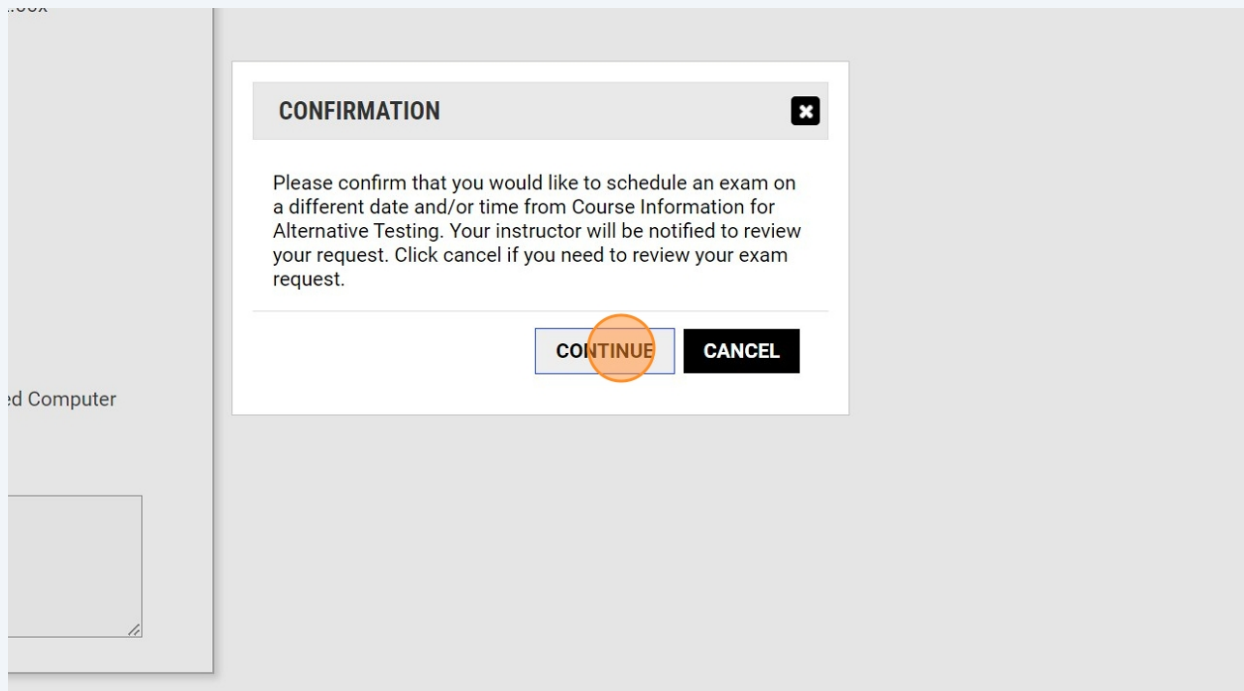 CONFIRMATION
Please confirm that you would like to schedule an exam on
a different date and/or time from Course Information for
Alternative Testing. Your instructor will be notified to review
your request. Click cancel if you need to review your exam
request.
CONTINUE CANCEL
Computer